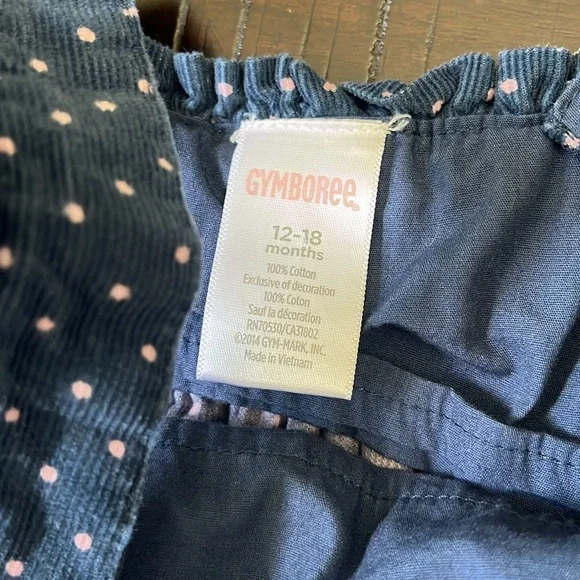 GYMBOREE
12-18
months
100% Cotton
Exclusive of decoration
100% Coton
Sauf la décoration
RN70530/CA31802
©2014 GYM-MARK, INC.
Made in Vietnam